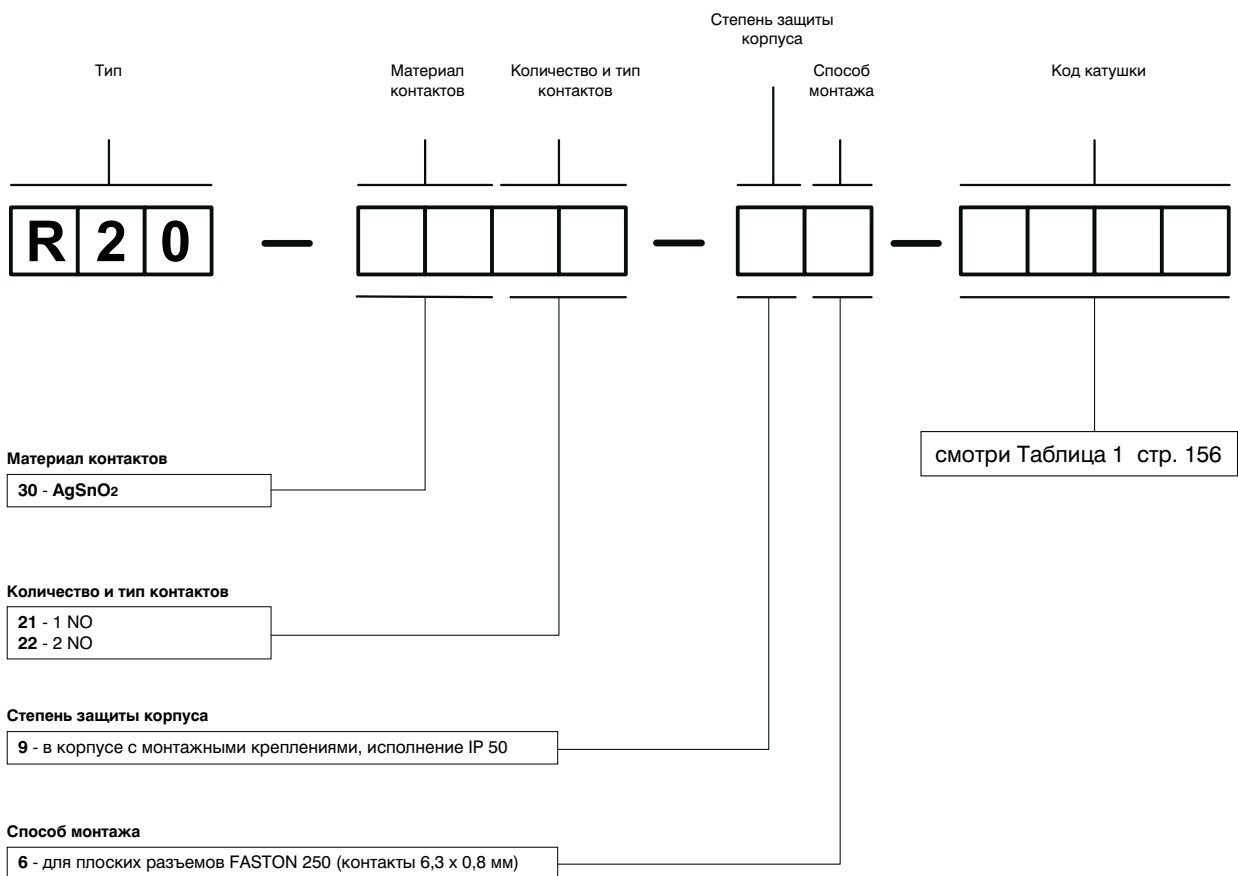 Степень защиты
корпуса
Тип
Материал
контактов
Количество и тип
контактов
Способ
монтажа
Код катушки
R 2 0 — — —
смотри Таблица 1 стр. 156
Материал контактов
30 - AgSnO2
Количество и тип контактов
21 - 1 NO
22 - 2 NO
Степень защиты корпуса
9 - в корпусе с монтажными креплениями, исполнение IP 50
Способ монтажа
6 - для плоских разъемов FASTON 250 (контакты 6,3 x 0,8 мм)